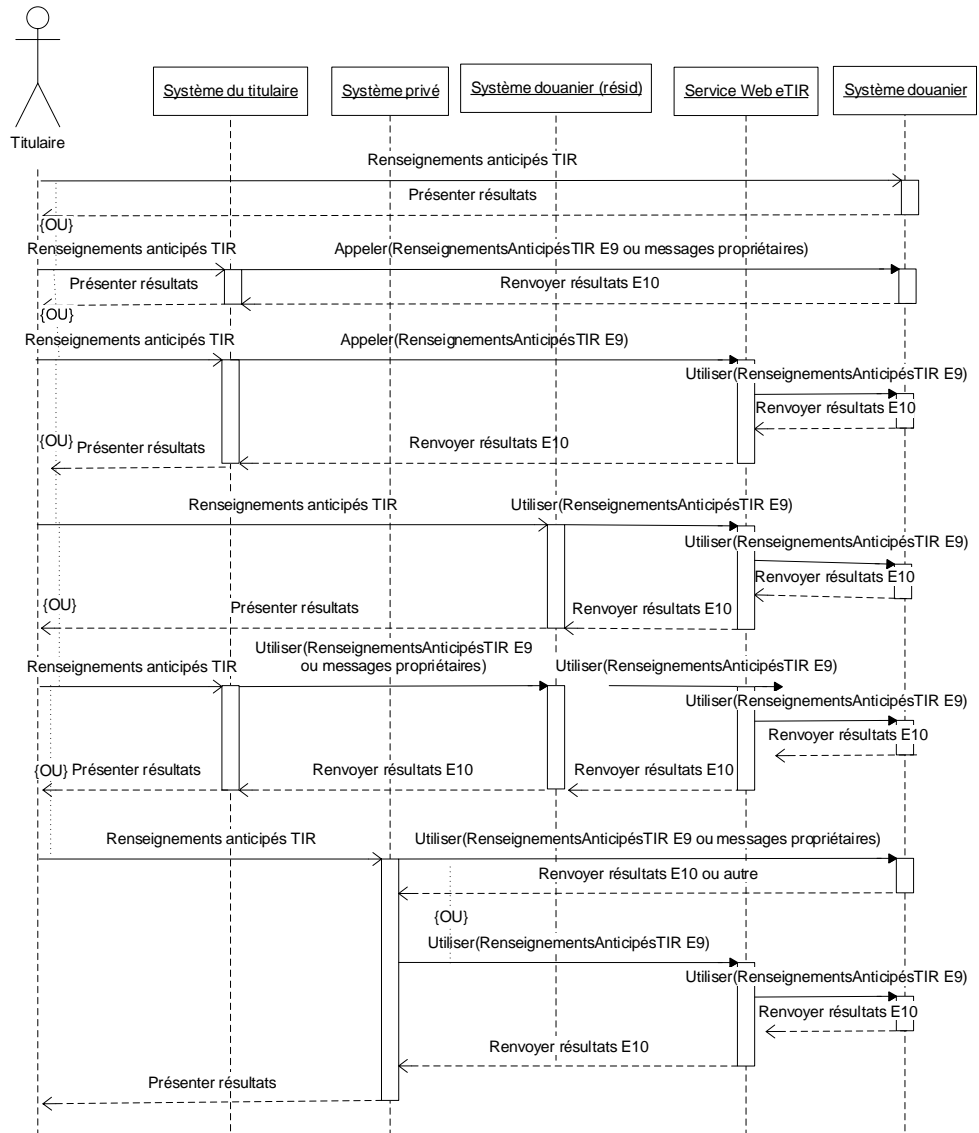 Système du titulaire
Système privé
Système douanier (résid)
Service Web eTIR
Système douanier
Titulaire
Renseignements anticipés TIR
Présenter résultats
{OU}
Renseignements anticipés TIR
Appeler(RenseignementsAnticipésTIR E9 ou messages propriétaires)
Présenter résultats
Renvoyer résultats E10
{OU}
Renseignements anticipés TIR
Appeler(RenseignementsAnticipésTIR E9)
Utiliser(RenseignementsAnticipésTIR E9)
Renvoyer résultats E10
{OU}
Présenter résultats
Renvoyer résultats E10
Renseignements anticipés TIR
Utiliser(RenseignementsAnticipésTIR E9)
Utiliser(RenseignementsAnticipésTIR E9)
Renvoyer résultats E10
{OU}
Présenter résultats
Renvoyer résultats E10
Utiliser(RenseignementsAnticipésTIR E9
ou messages propriétaires)
Renseignements anticipés TIR
Utiliser(RenseignementsAnticipésTIR E9)
Utiliser(RenseignementsAnticipésTIR E9)
Renvoyer résultats E10
{OU}
Présenter résultats
Renvoyer résultats E10
Renvoyer résultats E10
Renseignements anticipés TIR
Utiliser(RenseignementsAnticipésTIR E9 ou messages propriétaires)
Renvoyer résultats E10 ou autre
{OU}
Utiliser(RenseignementsAnticipésTIR E9)
Utiliser(RenseignementsAnticipésTIR E9)
Renvoyer résultats E10
Renvoyer résultats E10
Présenter résultats